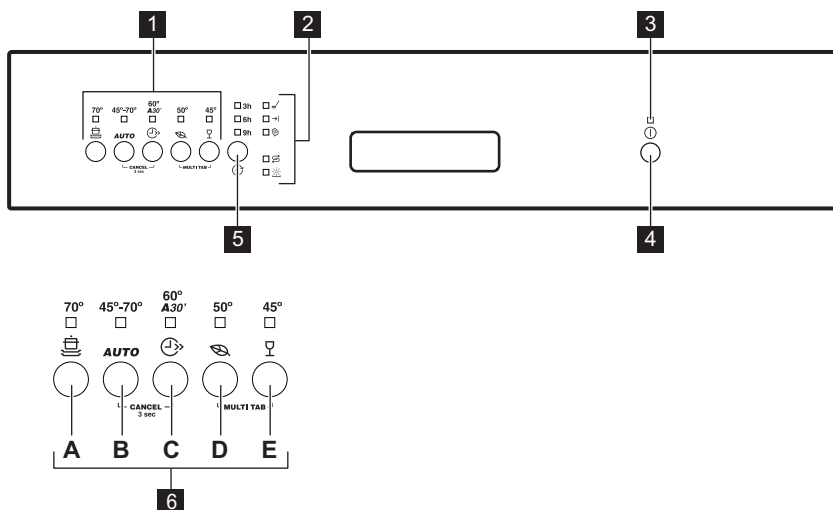 1
2
3
70° 45°-70° 60° 50° 45°
A30'
AUTO
CANCEL
3 sec
MULTI TAB
3h
6h
9h
5
4
70° 45°-70° 60° 50° 45°
A30'
AUTO
CANCEL
3 sec
MULTI TAB
A B C D E
6